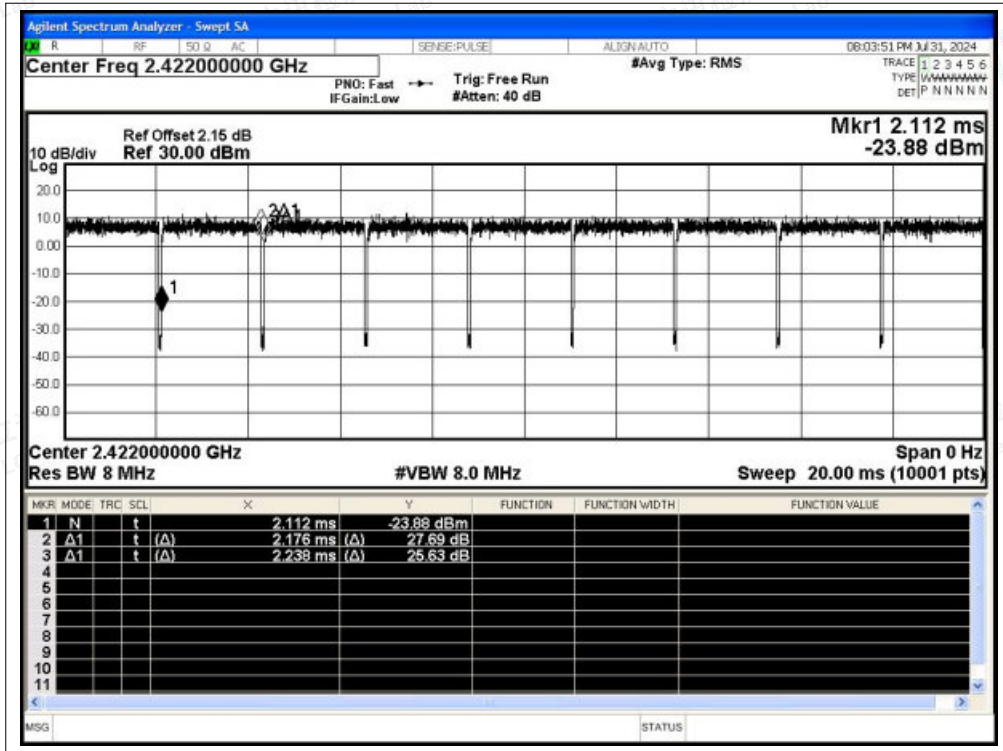 Agilent Spectrum Analyzer - Swept SA
R RF 50 Ω AC SENSE:PULSE ALIGN AUTO 08:03:51 PM Jul 31, 2024
Center Freq 2.422000000 GHz
PNO: Fast
IFGain:Low
Trig: Free Run
#Atten: 40 dB
#Avg Type: RMS
TRACE 1 2 3 4 5 6
TYPE
DET P N N N N N
Ref Offset 2.15 dB
10 dB/div Ref 30.00 dBm
Log
Mkr1 2.112 ms
-23.88 dBm
20.0
10.0
0.00
-10.0
-20.0
-30.0
-40.0
-50.0
-60.0
1
Center 2.422000000 GHz
Span 0 Hz
Res BW 8 MHz
#VBW 8.0 MHz
Sweep 20.00 ms (10001 pts)
MKR MODE TRC SCL X Y FUNCTION FUNCTION WIDTH FUNCTION VALUE
1 N t 2.112 ms -23.88 dBm
2 Δ1 t (Δ) 2.176 ms (Δ) 27.69 dB
3 Δ1 t (Δ) 2.238 ms (Δ) 25.63 dB
4
5
6
7
8
9
10
11
MSG
STATUS